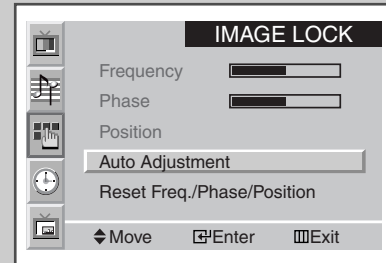 IMAGE LOCK
Frequency
Phase
Position
Auto Adjustment
Reset Freq./Phase/Position
Move Enter Exit